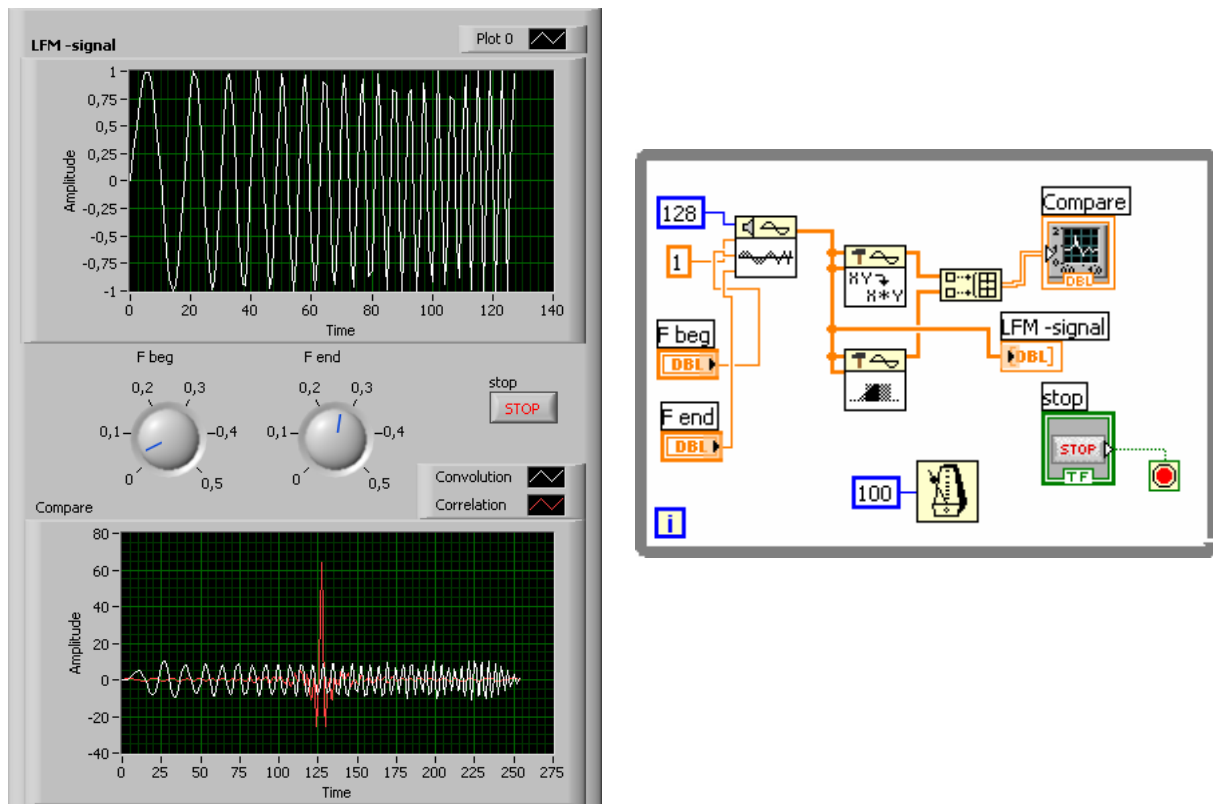 LFM -signal
Plot 0
1
0,75
0,5
0,25
0
-0,25
-0,5
-0,75
-1
Amplitude
0 20 40 60 80 100 120 140
Time
F beg
F end
0,2 0,3
0,1 -0,4
0 0,5
0,2 0,3
0,1 -0,4
0 0,5
stop
STOP
Convolution
Correlation
Compare
80
60
40
20
0
-20
-40
Amplitude
0 25 50 75 100 125 150 175 200 225 250 275
Time
128
1
F beg
DBL
F end
DBL
XY
X*Y
Compare
DBL
LFM -signal
DBL]
stop
STOP
TF
100
i